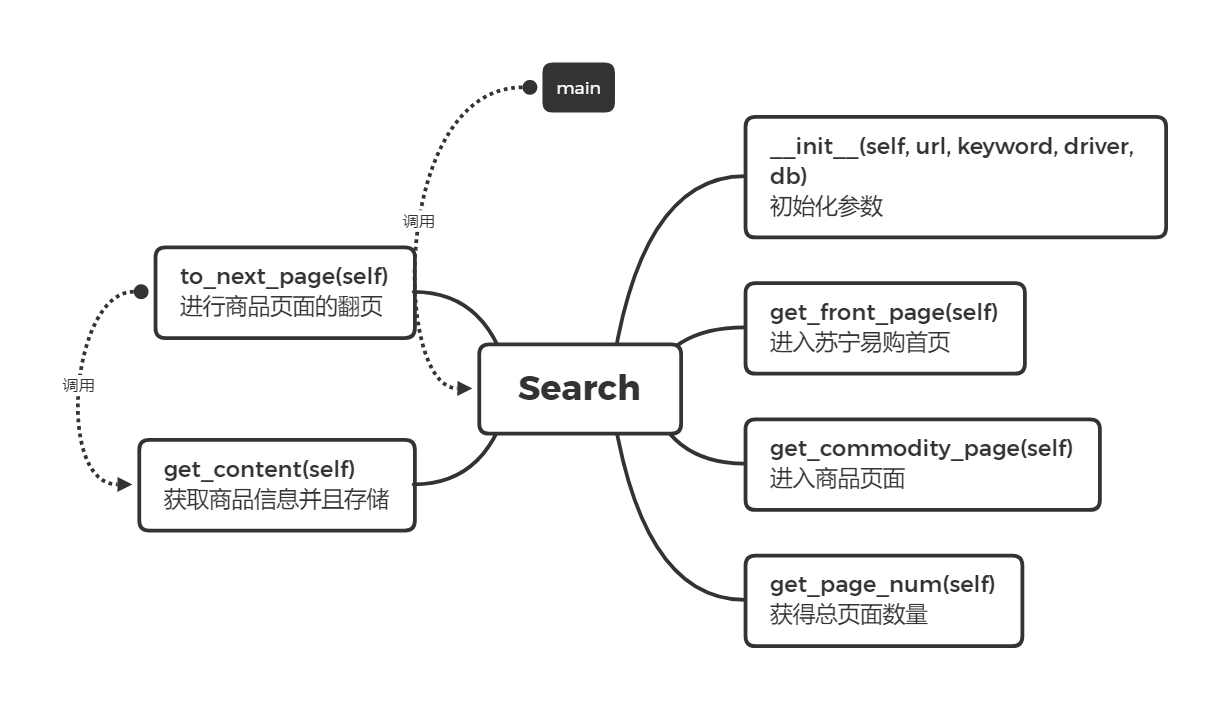 main
调用
to_next_page(self)
进行商品页面的翻页
调用
get_content(self)
获取商品信息并且存储
Search
__init__(self, url, keyword, driver,
db)
初始化参数
get_front_page(self)
进入苏宁易购首页
get_commodity_page(self)
进入商品页面
get_page_num(self)
获得总页面数量